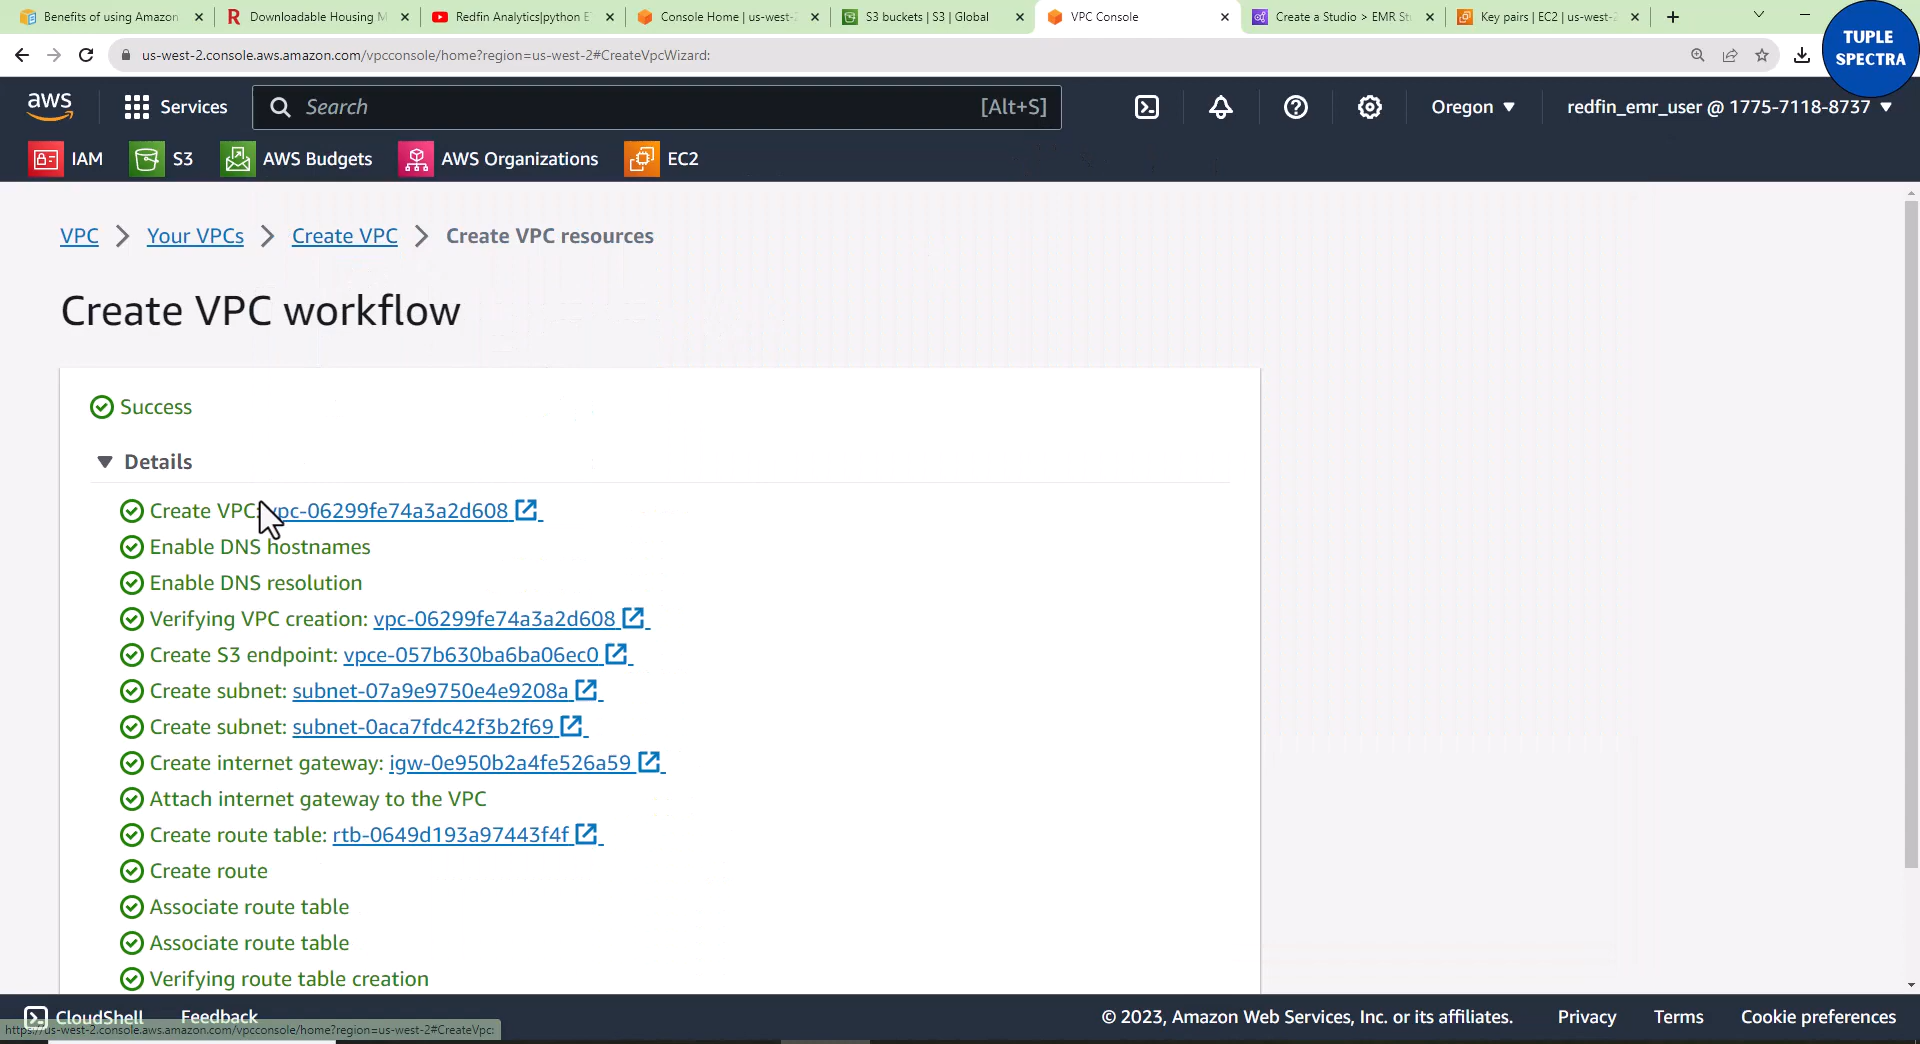 Benefits of using Amazon
Downloadable Housing M
Redfin Analytics|python E
Console Home | us-west-2
S3 buckets | S3 | Global
VPC Console
Create a Studio > EMR St
Key pairs | EC2 | us-west-2
us-west-2.console.aws.amazon.com/vpcconsole/home?region=us-west-2#CreateVpcWizard:
TUPLE
SPECTRA
aws
Services
Search
[Alt+S]
Oregon
redfin_emr_user @ 1775-7118-8737
IAM
S3
AWS Budgets
AWS Organizations
EC2
VPC
Your VPCs
Create VPC
Create VPC resources
Create VPC workflow
Success
Details
Create VPC: vpc-06299fe74a3a2d608
Enable DNS hostnames
Enable DNS resolution
Verifying VPC creation: vpc-06299fe74a3a2d608
Create S3 endpoint: vpce-057b630ba6ba06ec0
Create subnet: subnet-07a9e9750e4e9208a
Create subnet: subnet-0aca7fdc42f3b2f69
Create internet gateway: igw-0e950b2a4fe526a59
Attach internet gateway to the VPC
Create route table: rtb-0649d193a97443f4f
Create route
Associate route table
Associate route table
Verifying route table creation
CloudShell
Feedback
© 2023, Amazon Web Services, Inc. or its affiliates.
Privacy
Terms
Cookie preferences
https://us-west-2.console.aws.amazon.com/vpcconsole/home?region=us-west-2#CreateVpc: